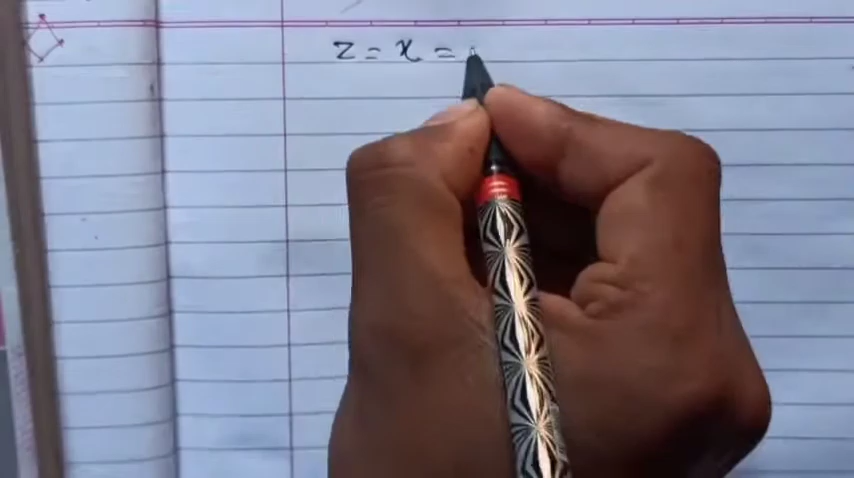 z = x =